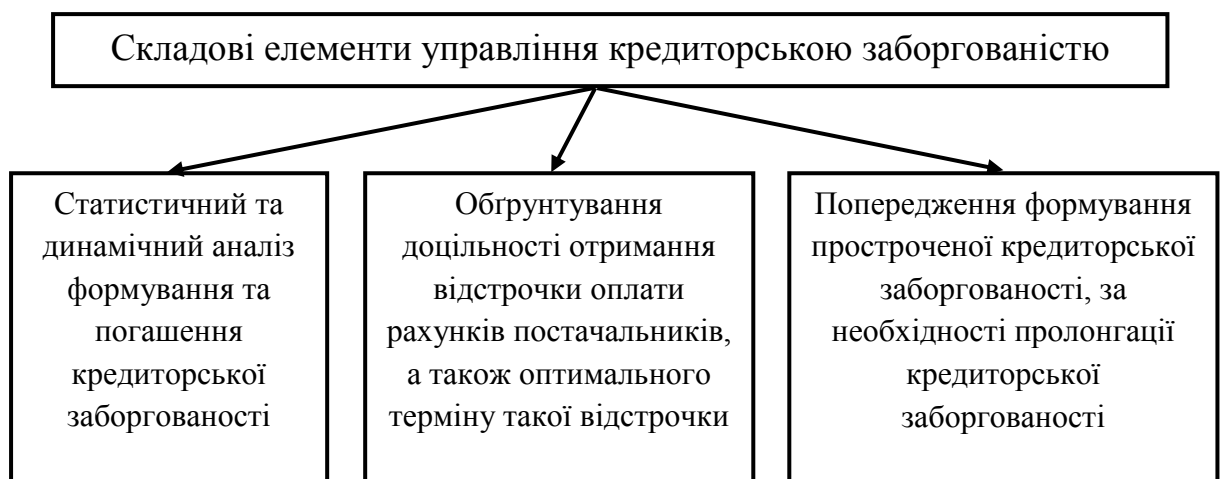 Складові елементи управління кредиторською заборгованістю
Статистичний та
динамічний аналіз
формування та
погашення
кредиторської
заборгованості
Обґрунтування
доцільності отримання
відстрочки оплати
рахунків постачальників,
а також оптимального
терміну такої відстрочки
Попередження формування
простроченої кредиторської
заборгованості, за
необхідності пролонгації
кредиторської
заборгованості